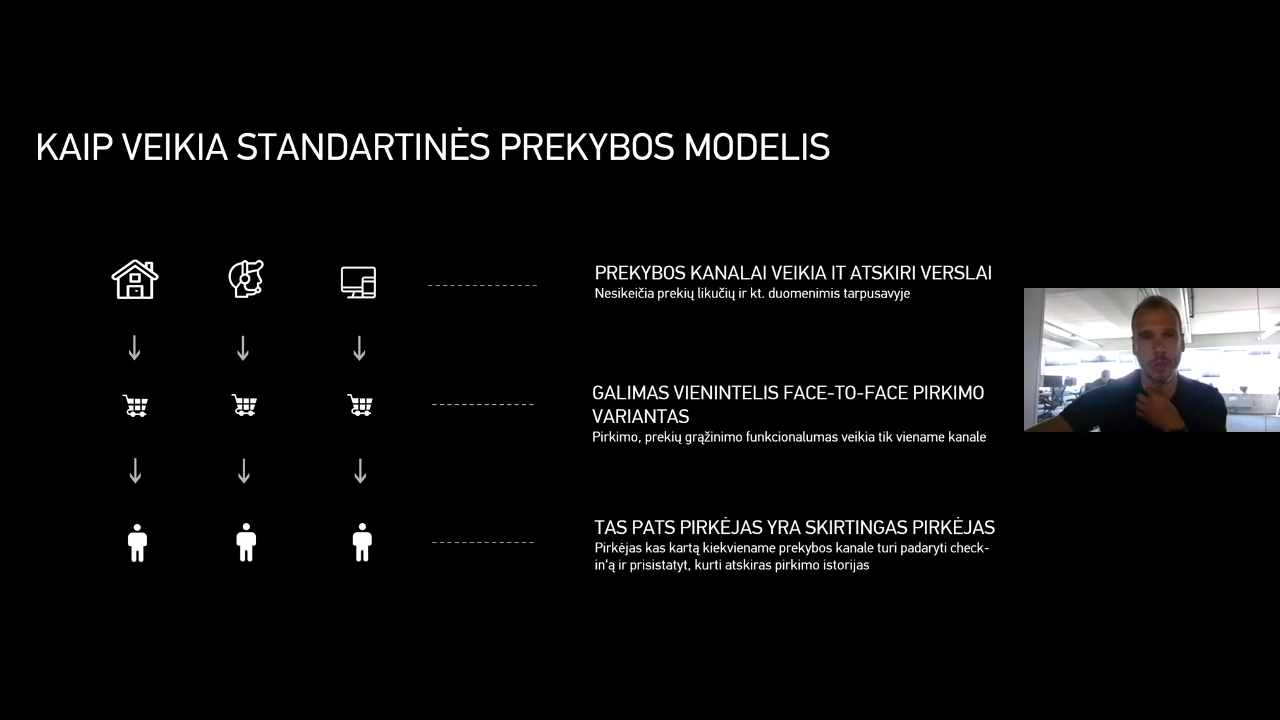 KAIP VEIKIA STANDARTINĖS PREKYBOS MODELIS
PREKYBOS KANALAI VEIKIA IT ATSKIRI VERSLAI
Nesikeičia prekių likučių ir kt. duomenimis tarpusavyje
GALIMAS VIENINTELIS FACE-TO-FACE PIRKIMO
VARIANTAS
Pirkimo, prekių grąžinimo funkcionalumas veikia tik viename kanale
TAS PATS PIRKĖJAS YRA SKIRTINGAS PIRKĖJAS
Pirkėjas kas kartą kiekviename prekybos kanale turi padaryti check-
in'ą ir prisistatyt, kurti atskiras pirkimo istorijas